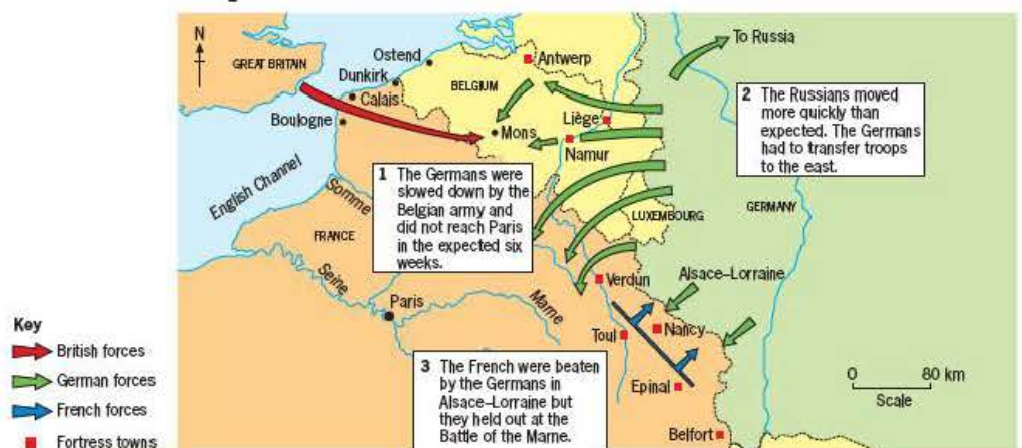 N
GREAT BRITAIN
Ostend
Dunkirk
Calais
Boulogne
Antwerp
BELGIUM
Liège
Mons
Namur
To Russia
2 The Russians moved
more quickly than
expected. The Germans
had to transfer troops
to the east.
English Channel
Somme
1 The Germans were
slowed down by the
Belgian army and
did not reach Paris
in the expected six
weeks.
LUXEMBOURG
GERMANY
FRANCE
Seine
Paris
Marne
Verdun
Alsace–Lorraine
Toul
Nancy
Epinal
Belfort
3 The French were beaten
by the Germans in
Alsace–Lorraine but
they held out at the
Battle of the Marne.
0 80 km
Scale
Key
British forces
German forces
French forces
Fortress towns